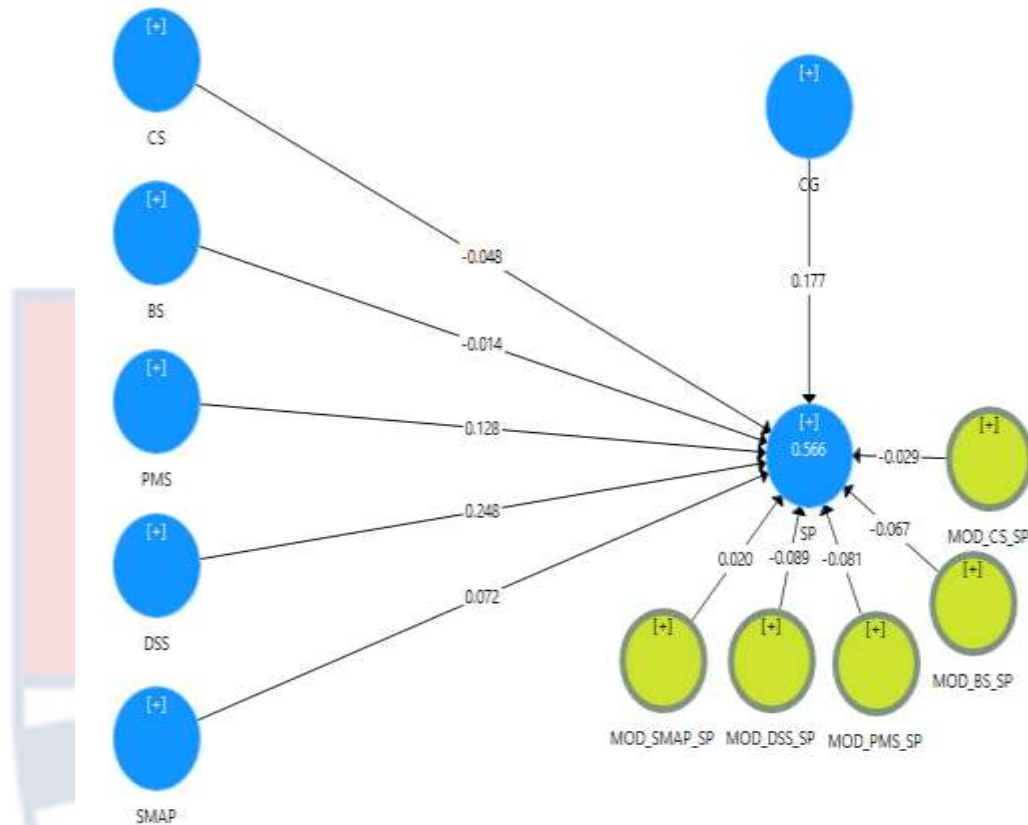 [+]
CS
[+]
CG
[+]
BS
[+]
PMS
[+]
DSS
[+]
SMAP
-0.048
-0.014
0.128
0.248
0.072
0.177
[+]
0.566
SP
-0.029
[+]
MOD_CS_SP
-0.067
[+]
MOD_BS_SP
0.020
-0.089
-0.081
[+]
[+]
[+]
MOD_SMAP_SP
MOD_DSS_SP
MOD_PMS_SP